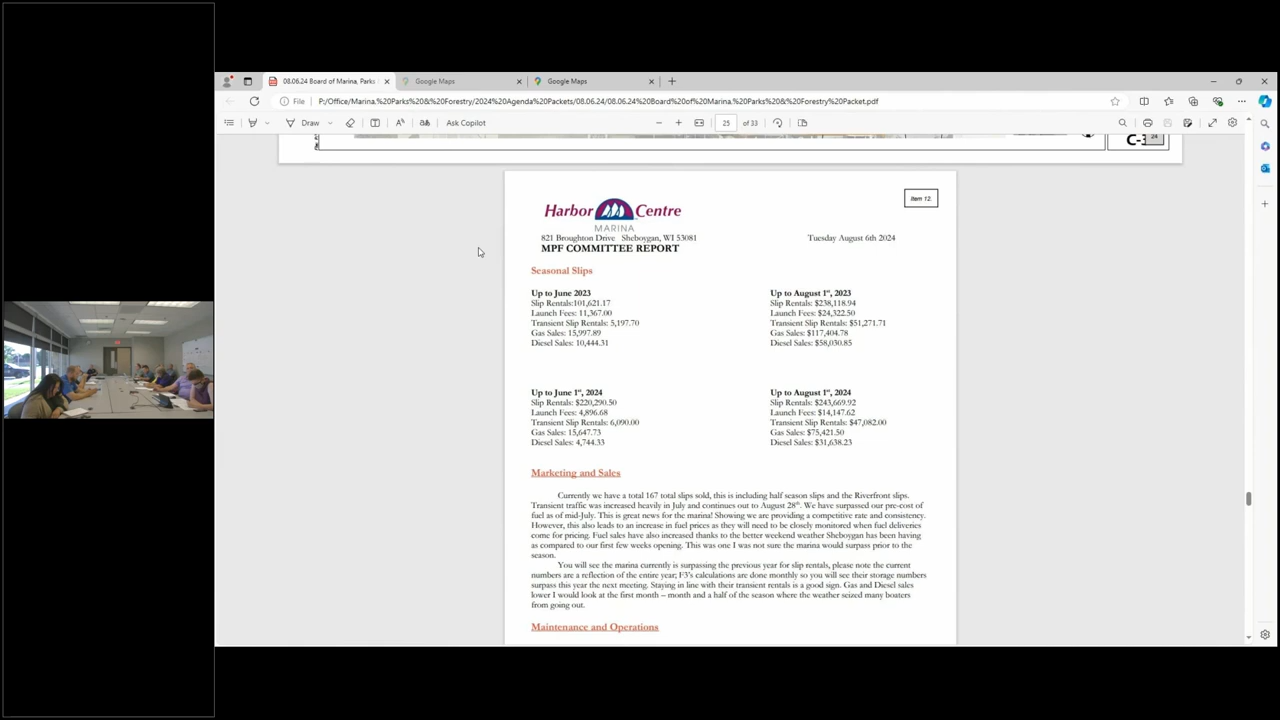 08.06.24 Board of Marina, Parks
Google Maps
Google Maps
File
P:/Office/Marina,%20Parks%20&%20Forestry/2024%20Agenda%20Packets/08.06.24/08.06.24%20Board%20of%20Marina,%20Parks%20&%20Forestry%20Packet.pdf
Draw
Ask Copilot
25 of 33
24
Item 12.
Harbor Centre
MARINA
821 Broughton Drive Sheboygan, WI 53081
Tuesday August 6th 2024
MPF COMMITTEE REPORT
Seasonal Slips
Up to June 2023
Slip Rentals:101,621.17
Launch Fees: 11,367.00
Transient Slip Rentals: 5,197.70
Gas Sales: 15,997.89
Diesel Sales: 10,444.31
Up to August 1st, 2023
Slip Rentals: $238,118.94
Launch Fees: $24,322.50
Transient Slip Rentals: $51,271.71
Gas Sales: $117,404.78
Diesel Sales: $58,030.85
Up to June 1st, 2024
Slip Rentals: $220,290.50
Launch Fees: 4,896.68
Transient Slip Rentals: 6,090.00
Gas Sales: 15,647.73
Diesel Sales: 4,744.33
Up to August 1st, 2024
Slip Rentals: $243,669.92
Launch Fees: $14,147.62
Transient Slip Rentals: $47,082.00
Gas Sales: $75,421.50
Diesel Sales: $31,638.23
Marketing and Sales
Currently we have a total 167 total slips sold, this is including half season slips and the Riverfront slips.
Transient traffic was increased heavily in July and continues out to August 28th. We have surpassed our pre-cost of
fuel as of mid-July. This is great news for the marina! Showing we are providing a competitive rate and consistency.
However, this also leads to an increase in fuel prices as they will need to be closely monitored when fuel deliveries
come for pricing. Fuel sales have also increased thanks to the better weekend weather Sheboygan has been having
as compared to our first few weeks opening. This was one I was not sure the marina would surpass prior to the
season.
You will see the marina currently is surpassing the previous year for slip rentals, please note the current
numbers are a reflection of the entire year; F3's calculations are done monthly so you will see their storage numbers
surpass this year the next meeting. Staying in line with their transient rentals is a good sign. Gas and Diesel sales
lower I would look at the first month – month and a half of the season where the weather seized many boaters
from going out.
Maintenance and Operations